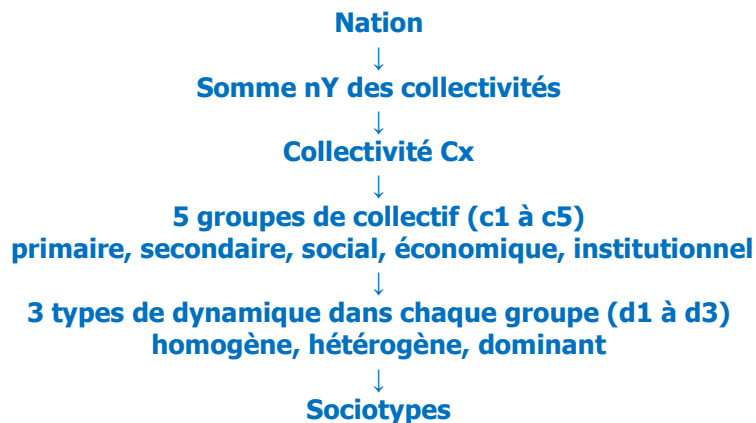 Nation
↓
Somme nY des collectivités
↓
Collectivité Cx
↓
5 groupes de collectif (c1 à c5)
primaire, secondaire, social, économique, institutionnel
↓
3 types de dynamique dans chaque groupe (d1 à d3)
homogène, hétérogène, dominant
↓
Sociotypes